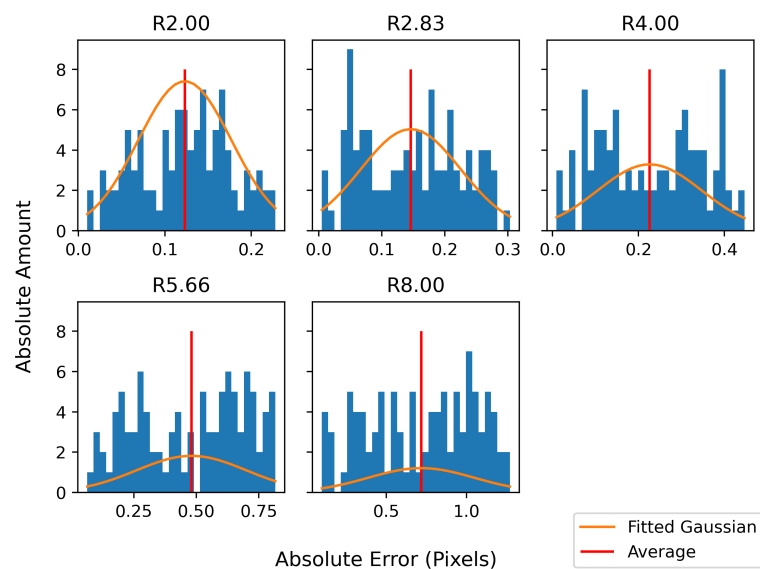 R2.00 R2.83 R4.00
8
6
4
2
0
0.0 0.1 0.2 0.0 0.1 0.2 0.3 0.0 0.2 0.4
Absolute Amount
R5.66 R8.00
8
6
4
2
0
0.25 0.50 0.75 0.5 1.0
Absolute Error (Pixels)
Fitted Gaussian
Average